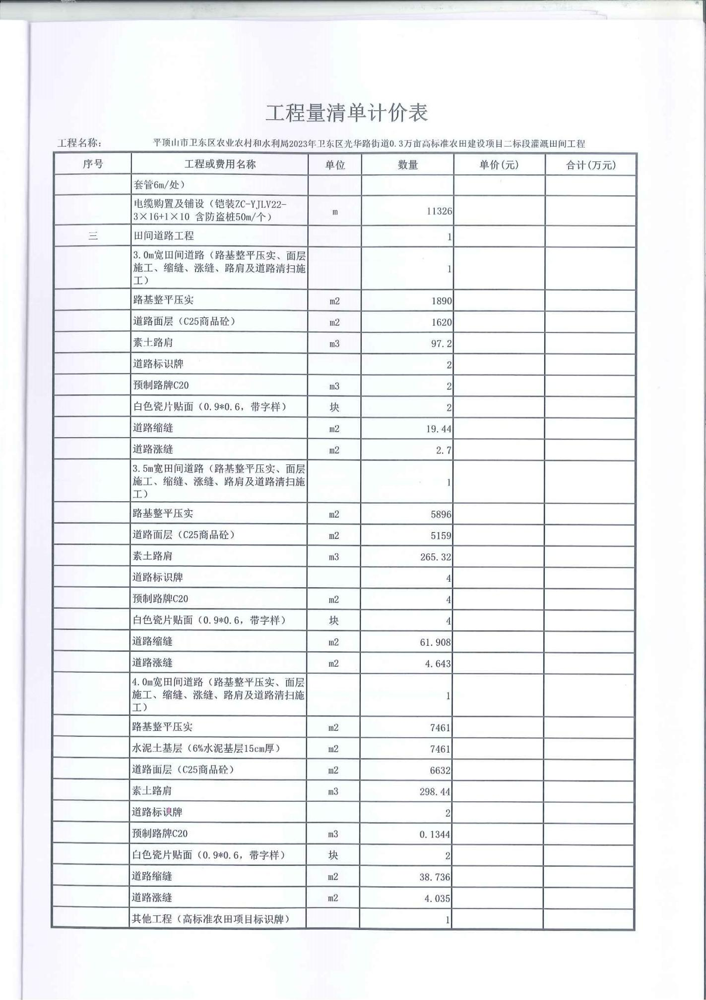 工程量清单计价表
工程名称: 平顶山市卫东区农业农村和水利局2023年卫东区光华路街道0.3万亩高标准农田建设项目二标段灌溉田间工程
序号 工程或费用名称 单位 数量 单价(元) 合计(万元)
套管6m/处）
电缆购置及铺设（铠装ZC-YJLV22-
3×16+1×10 含防盗桩50m/个） m 11326
三 田间道路工程 1
3.0m宽田间道路（路基整平压实、面层
施工、缩缝、涨缝、路肩及道路清扫施 1
工）
路基整平压实 m2 1890
道路面层（C25商品砼） m2 1620
素土路肩 m3 97.2
道路标识牌 2
预制路牌C20 m3 2
白色瓷片贴面（0.9*0.6，带字样） 块 2
道路缩缝 m2 19.44
道路涨缝 m2 2.7
3.5m宽田间道路（路基整平压实、面层
施工、缩缝、涨缝、路肩及道路清扫施 1
工）
路基整平压实 m2 5896
道路面层（C25商品砼） m2 5159
素土路肩 m3 265.32
道路标识牌 4
预制路牌C20 m2 4
白色瓷片贴面（0.9*0.6，带字样） 块 4
道路缩缝 m2 61.908
道路涨缝 m2 4.643
4.0m宽田间道路（路基整平压实、面层
施工、缩缝、涨缝、路肩及道路清扫施 1
工）
路基整平压实 m2 7461
水泥土基层（6%水泥基层15cm厚） m2 7461
道路面层（C25商品砼） m2 6632
素土路肩 m3 298.44
道路标识牌 2
预制路牌C20 m3 0.1344
白色瓷片贴面（0.9*0.6，带字样） 块 2
道路缩缝 m2 38.736
道路涨缝 m2 4.035
其他工程（高标准农田项目标识牌） 1